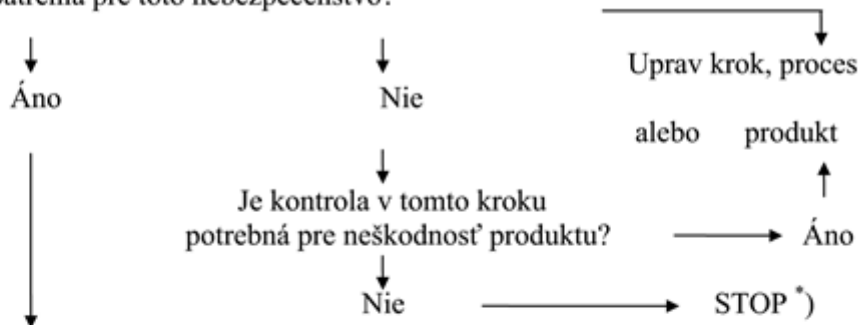 pre toto nebezpečenstvo?
Uprav krok, proces
Áno
Nie
alebo produkt
Je kontrola v tomto kroku
potrebná pre neškodnosť produktu?
Áno
Nie
STOP *)